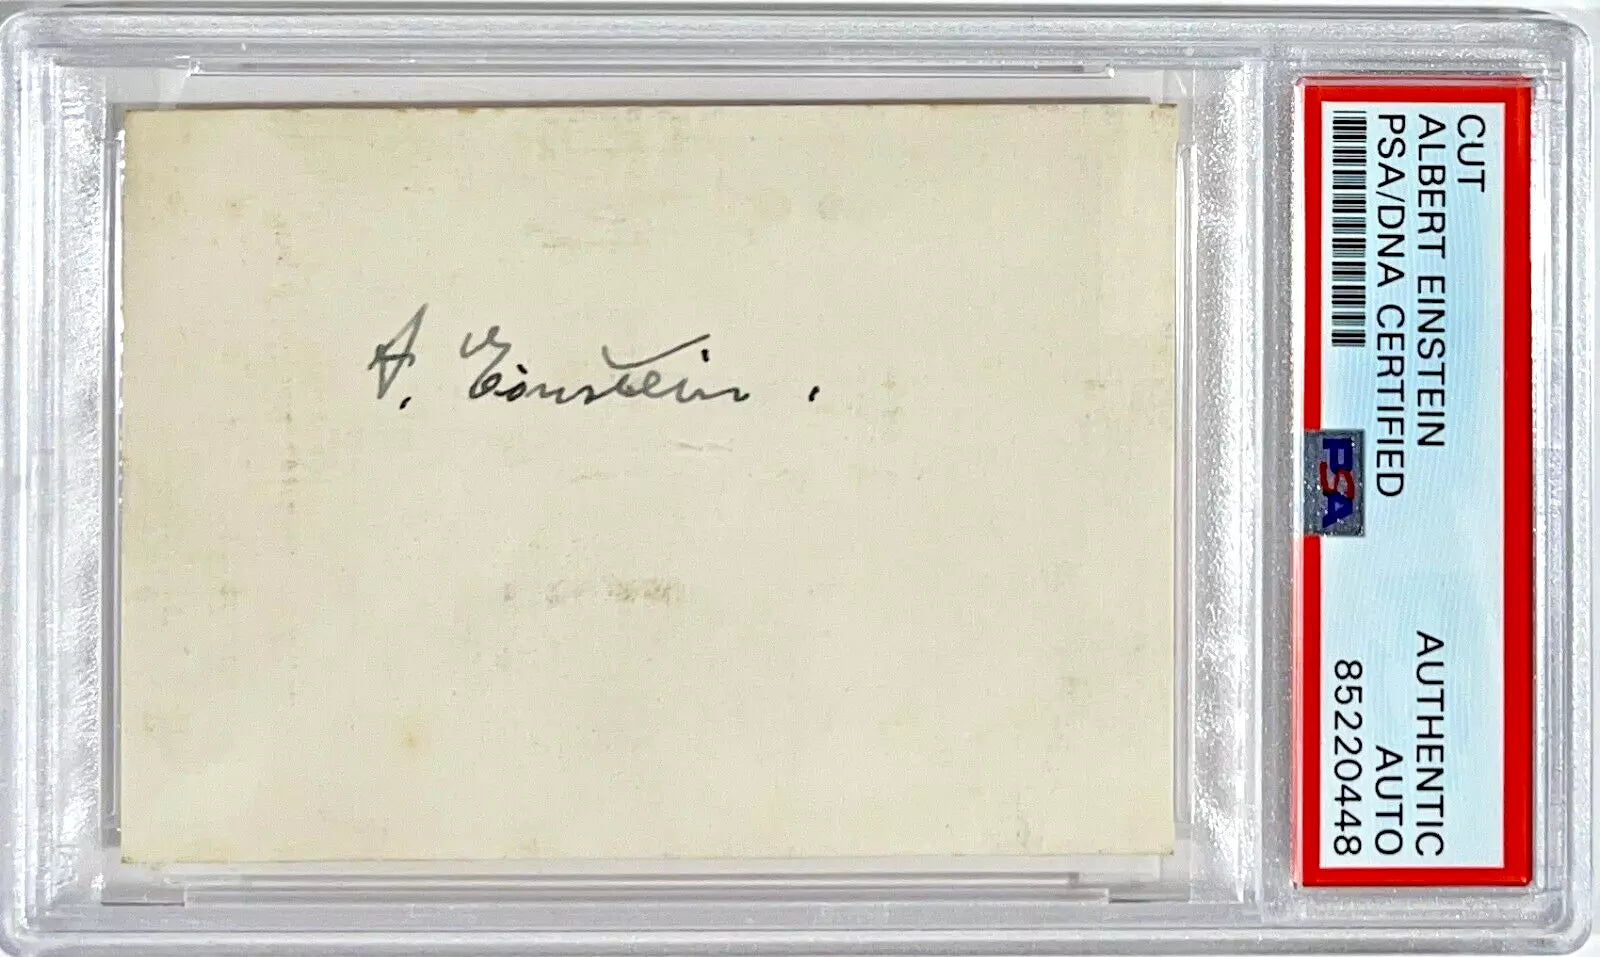 A. Einstein.
CUT
ALBERT EINSTEIN
PSA/DNA CERTIFIED
AUTHENTIC
AUTO
85220448
PSA